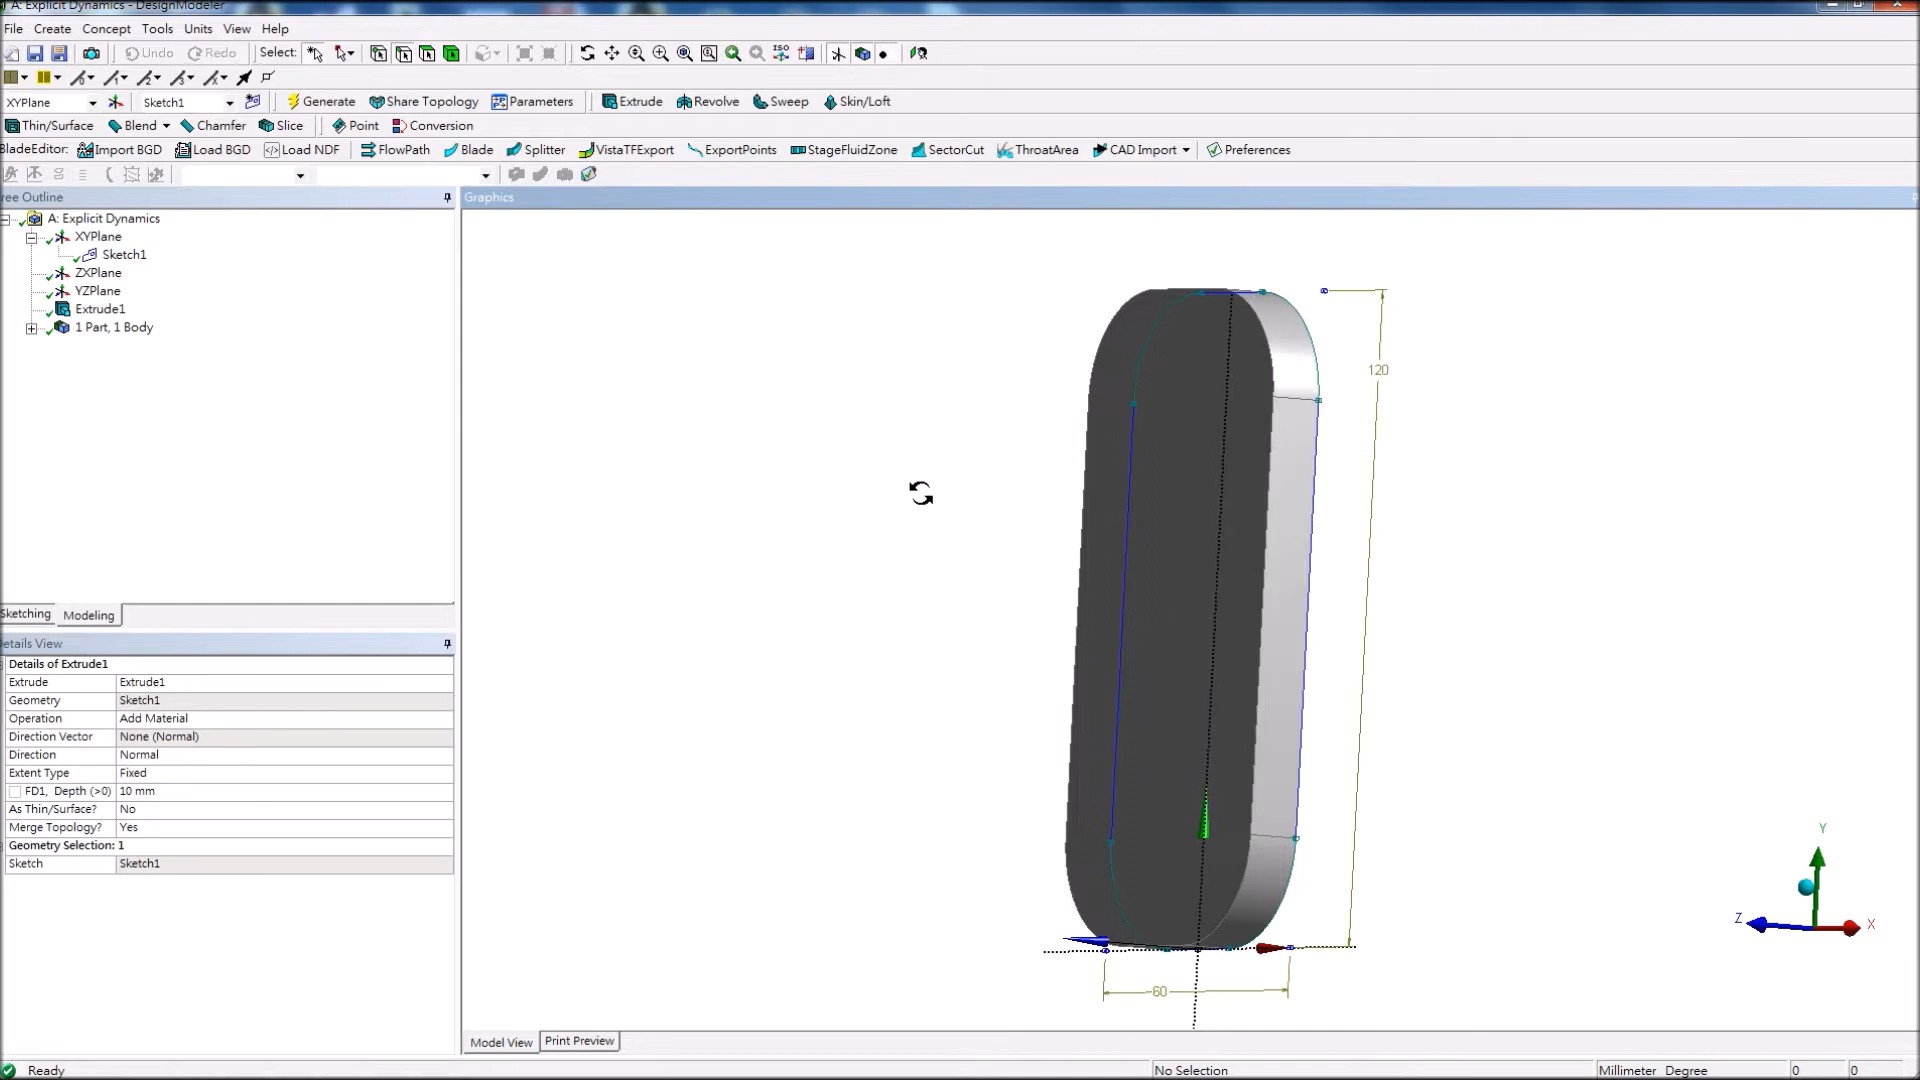 A: Explicit Dynamics - DesignModeler
File Create Concept Tools Units View Help
Undo Redo Select: ISO
XYPlane Sketch1 Generate Share Topology Parameters Extrude Revolve Sweep Skin/Loft
Thin/Surface Blend Chamfer Slice Point Conversion
BladeEditor: Import BGD Load BGD Load NDF FlowPath Blade Splitter VistaTFExport ExportPoints StageFluidZone SectorCut ThroatArea CAD Import Preferences
ree Outline
Graphics
A: Explicit Dynamics
XYPlane
Sketch1
ZXPlane
YZPlane
Extrude1
1 Part, 1 Body
Sketching Modeling
etails View
Details of Extrude1
Extrude Extrude1
Geometry Sketch1
Operation Add Material
Direction Vector None (Normal)
Direction Normal
Extent Type Fixed
FD1, Depth (>0) 10 mm
As Thin/Surface? No
Merge Topology? Yes
Geometry Selection: 1
Sketch Sketch1
120
60
Y
Z
X
Model View Print Preview
Ready No Selection Millimeter Degree 0 0